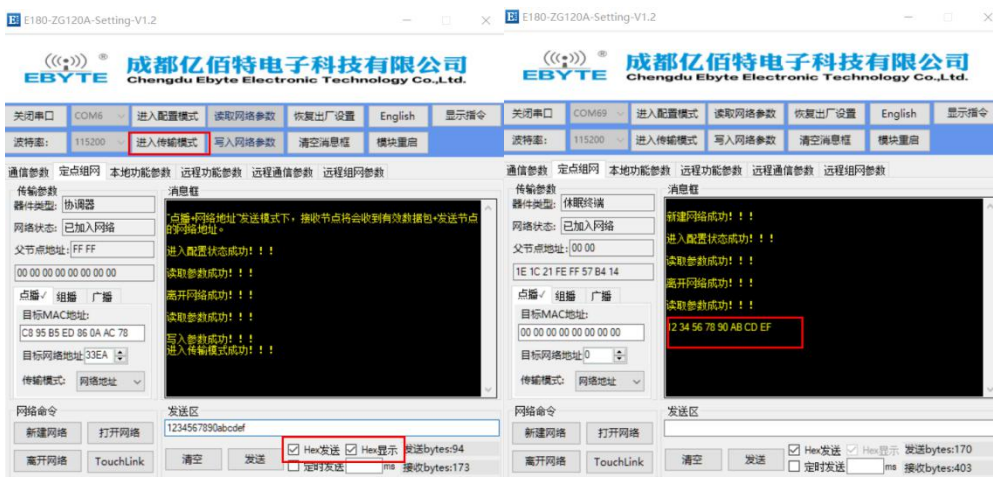 E180-ZG120A-Setting-V1.2
EBYTE ®
成都亿佰特电子科技有限公司
Chengdu Ebyte Electronic Technology Co.,Ltd.
关闭串口 COM6 进入配置模式 读取网络参数 恢复出厂设置 English 显示指令
波特率: 115200 进入传输模式 写入网络参数 清空消息框 模块重启
通信参数 定点组网 本地功能参数 远程功能参数 远程通信参数 远程组网参数
传输参数
器件类型: 协调器
网络状态: 已加入网络
父节点地址: FF FF
00 00 00 00 00 00 00 00
点播√ 组播 广播
目标MAC地址:
C8 95 B5 ED 86 0A AC 78
目标网络地址 33EA
传输模式: 网络地址
消息框
"点播+网络地址"发送模式下，接收节点将会收到有效数据包+发送节点
的网络地址。
进入配置状态成功！！！
读取参数成功！！！
离开网络成功！！！
读取参数成功！！！
写入参数成功！！！
进入传输模式成功！！！
网络命令
新建网络 打开网络
离开网络 TouchLink
发送区
1234567890abcdef
清空 发送
Hex发送 Hex显示 发送bytes:94
定时发送 ms 接收bytes:173
E180-ZG120A-Setting-V1.2
EBYTE ®
成都亿佰特电子科技有限公司
Chengdu Ebyte Electronic Technology Co.,Ltd.
关闭串口 COM69 进入配置模式 读取网络参数 恢复出厂设置 English 显示指令
波特率: 115200 进入传输模式 写入网络参数 清空消息框 模块重启
通信参数 定点组网 本地功能参数 远程功能参数 远程通信参数 远程组网参数
传输参数
器件类型: 休眠终端
网络状态: 已加入网络
父节点地址: 00 00
1E 1C 21 FE FF 57 B4 14
点播√ 组播 广播
目标MAC地址:
00 00 00 00 00 00 00 00
目标网络地址 0
传输模式: 网络地址
消息框
新建网络成功！！！
进入配置状态成功！！！
读取参数成功！！！
离开网络成功！！！
读取参数成功！！！
12 34 56 78 90 AB CD EF
网络命令
新建网络 打开网络
离开网络 TouchLink
发送区
清空 发送
Hex发送 Hex显示 发送bytes:170
定时发送 ms 接收bytes:403